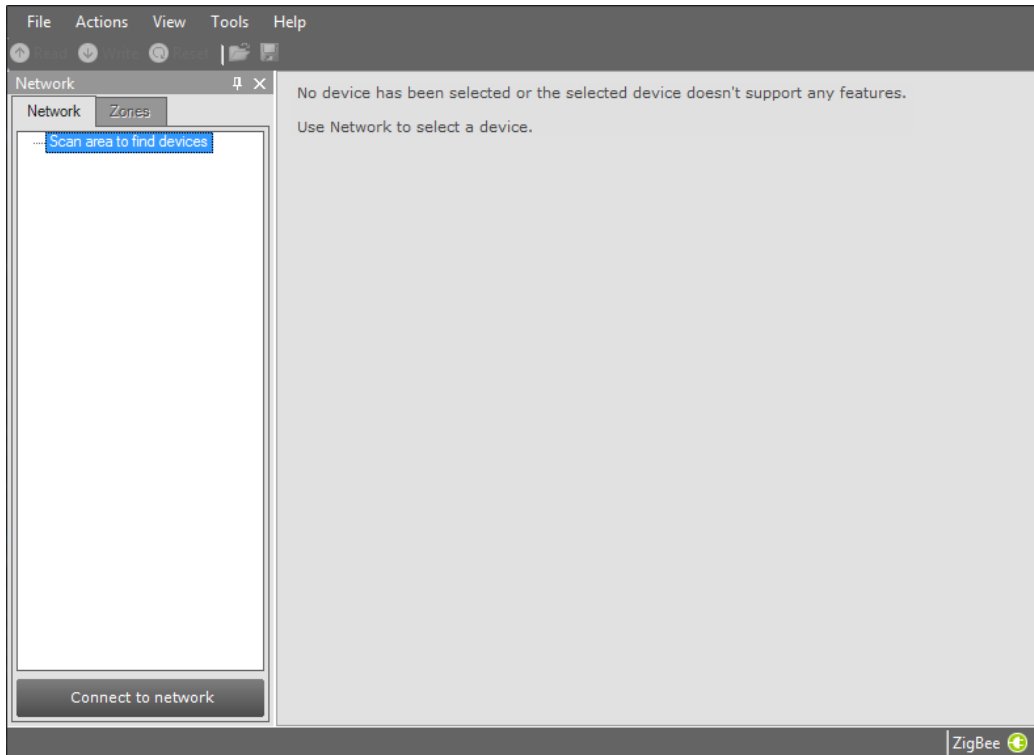 File Actions View Tools Help
Read Write Reset
Network
Network Zones
Scan area to find devices
Connect to network
No device has been selected or the selected device doesn't support any features.
Use Network to select a device.
ZigBee